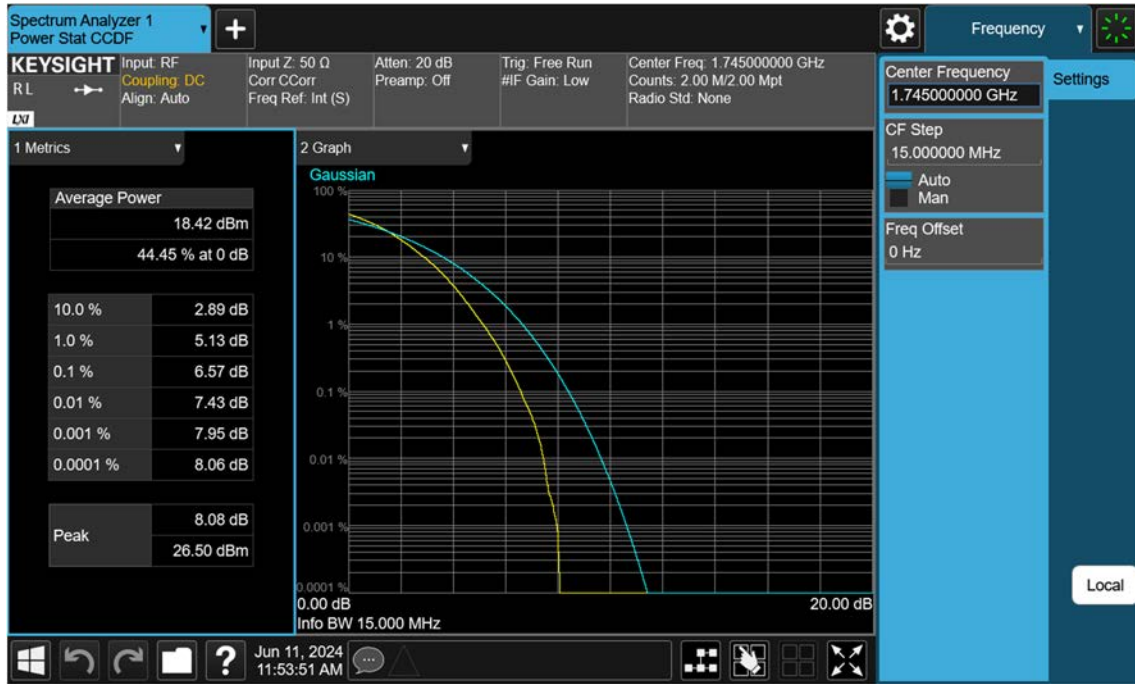 Spectrum Analyzer 1
Power Stat CCDF
Frequency
KEYSIGHT
RL
LXI
Input: RF
Coupling: DC
Align: Auto
Input Z: 50 Ω
Corr CCorr
Freq Ref: Int (S)
Atten: 20 dB
Preamp: Off
Trig: Free Run
#IF Gain: Low
Center Freq: 1.745000000 GHz
Counts: 2.00 M/2.00 Mpt
Radio Std: None
Center Frequency
1.745000000 GHz
Settings
CF Step
15.000000 MHz
Auto
Man
Freq Offset
0 Hz
Local
1 Metrics
Average Power
18.42 dBm
44.45 % at 0 dB
10.0 % 2.89 dB
1.0 % 5.13 dB
0.1 % 6.57 dB
0.01 % 7.43 dB
0.001 % 7.95 dB
0.0001 % 8.06 dB
Peak
8.08 dB
26.50 dBm
2 Graph
Gaussian
100 %
10 %
1 %
0.1 %
0.01 %
0.001 %
0.0001 %
0.00 dB 20.00 dB
Info BW 15.000 MHz
?
Jun 11, 2024
11:53:51 AM